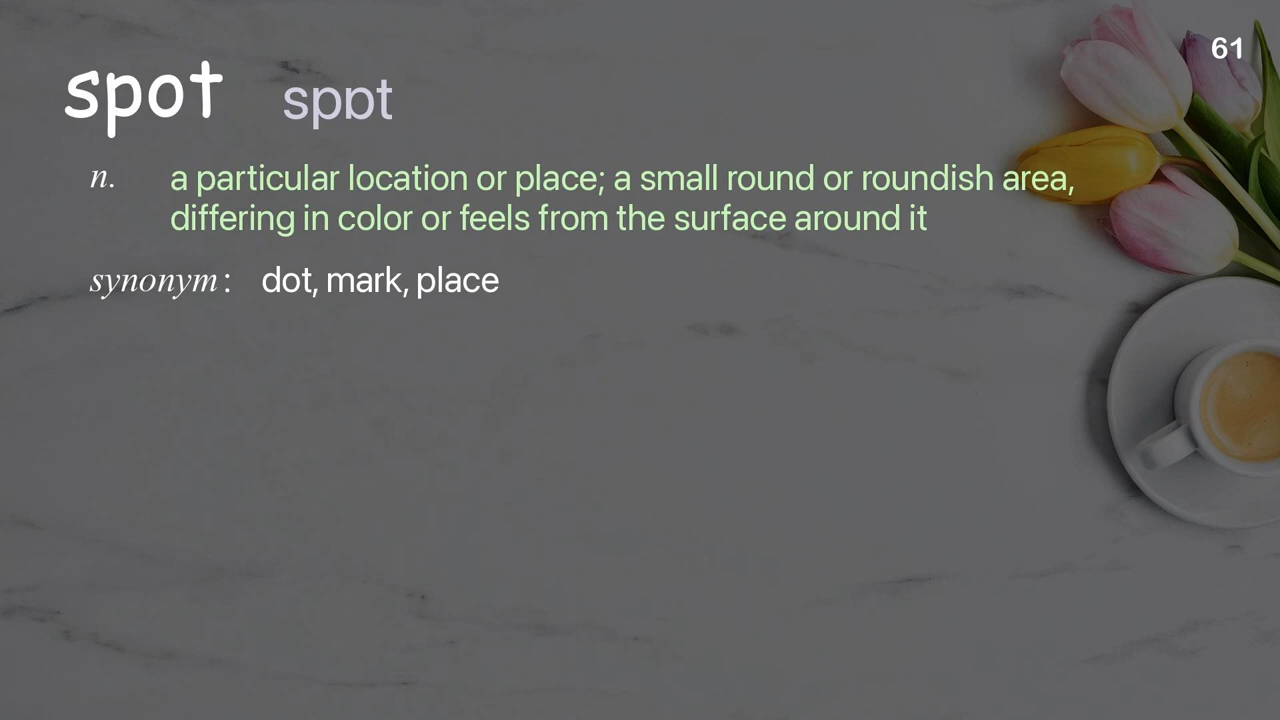 61
spot spɒt
n. a particular location or place; a small round or roundish area,
differing in color or feels from the surface around it
synonym: dot, mark, place